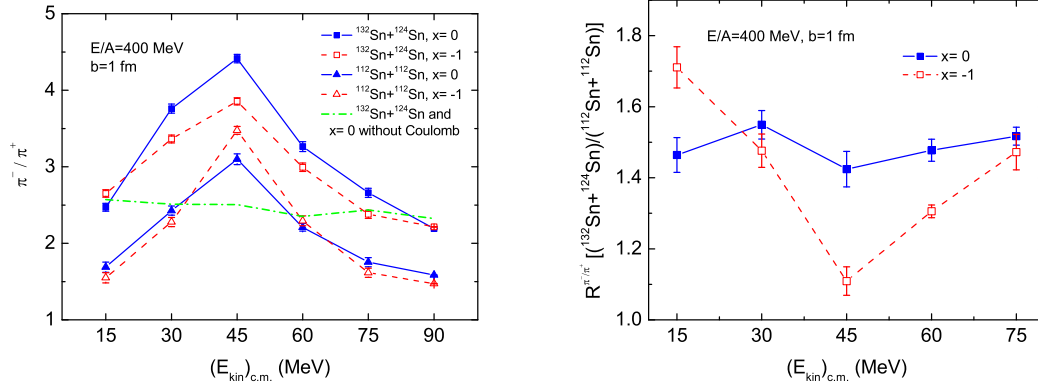 E/A=400 MeV
b=1 fm
¹³²Sn+¹²⁴Sn, x= 0
¹³²Sn+¹²⁴Sn, x= -1
¹¹²Sn+¹¹²Sn, x= 0
¹¹²Sn+¹¹²Sn, x= -1
¹³²Sn+¹²⁴Sn and
x= 0 without Coulomb
π⁻ / π⁺
5
4
3
2
1
15 30 45 60 75 90
(E_kin)_c.m. (MeV)
E/A=400 MeV, b=1 fm
x= 0
x= -1
R^{π⁻/π⁺} [(¹³²Sn+¹²⁴Sn)/(¹¹²Sn+¹¹²Sn)]
1.8
1.6
1.4
1.2
1.0
15 30 45 60 75
(E_kin)_c.m. (MeV)